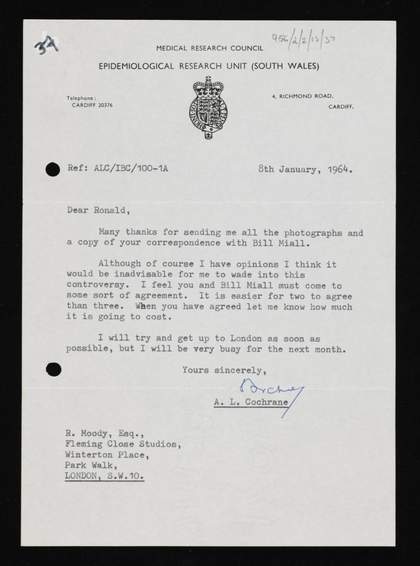 34
456/2/2/13/37
MEDICAL RESEARCH COUNCIL
EPIDEMIOLOGICAL RESEARCH UNIT (SOUTH WALES)
Telephone:
CARDIFF 20376
4, RICHMOND ROAD,
CARDIFF.
Ref: ALC/IBC/100-1A
8th January, 1964.
Dear Ronald,
Many thanks for sending me all the photographs and
a copy of your correspondence with Bill Miall.
Although of course I have opinions I think it
would be inadvisable for me to wade into this
controversy. I feel you and Bill Miall must come to
some sort of agreement. It is easier for two to agree
than three. When you have agreed let me know how much
it is going to cost.
I will try and get up to London as soon as
possible, but I will be very busy for the next month.
Yours sincerely,
Archie
A. L. Cochrane
R. Moody, Esq.,
Fleming Close Studios,
Winterton Place,
Park Walk,
LONDON, S.W.10.